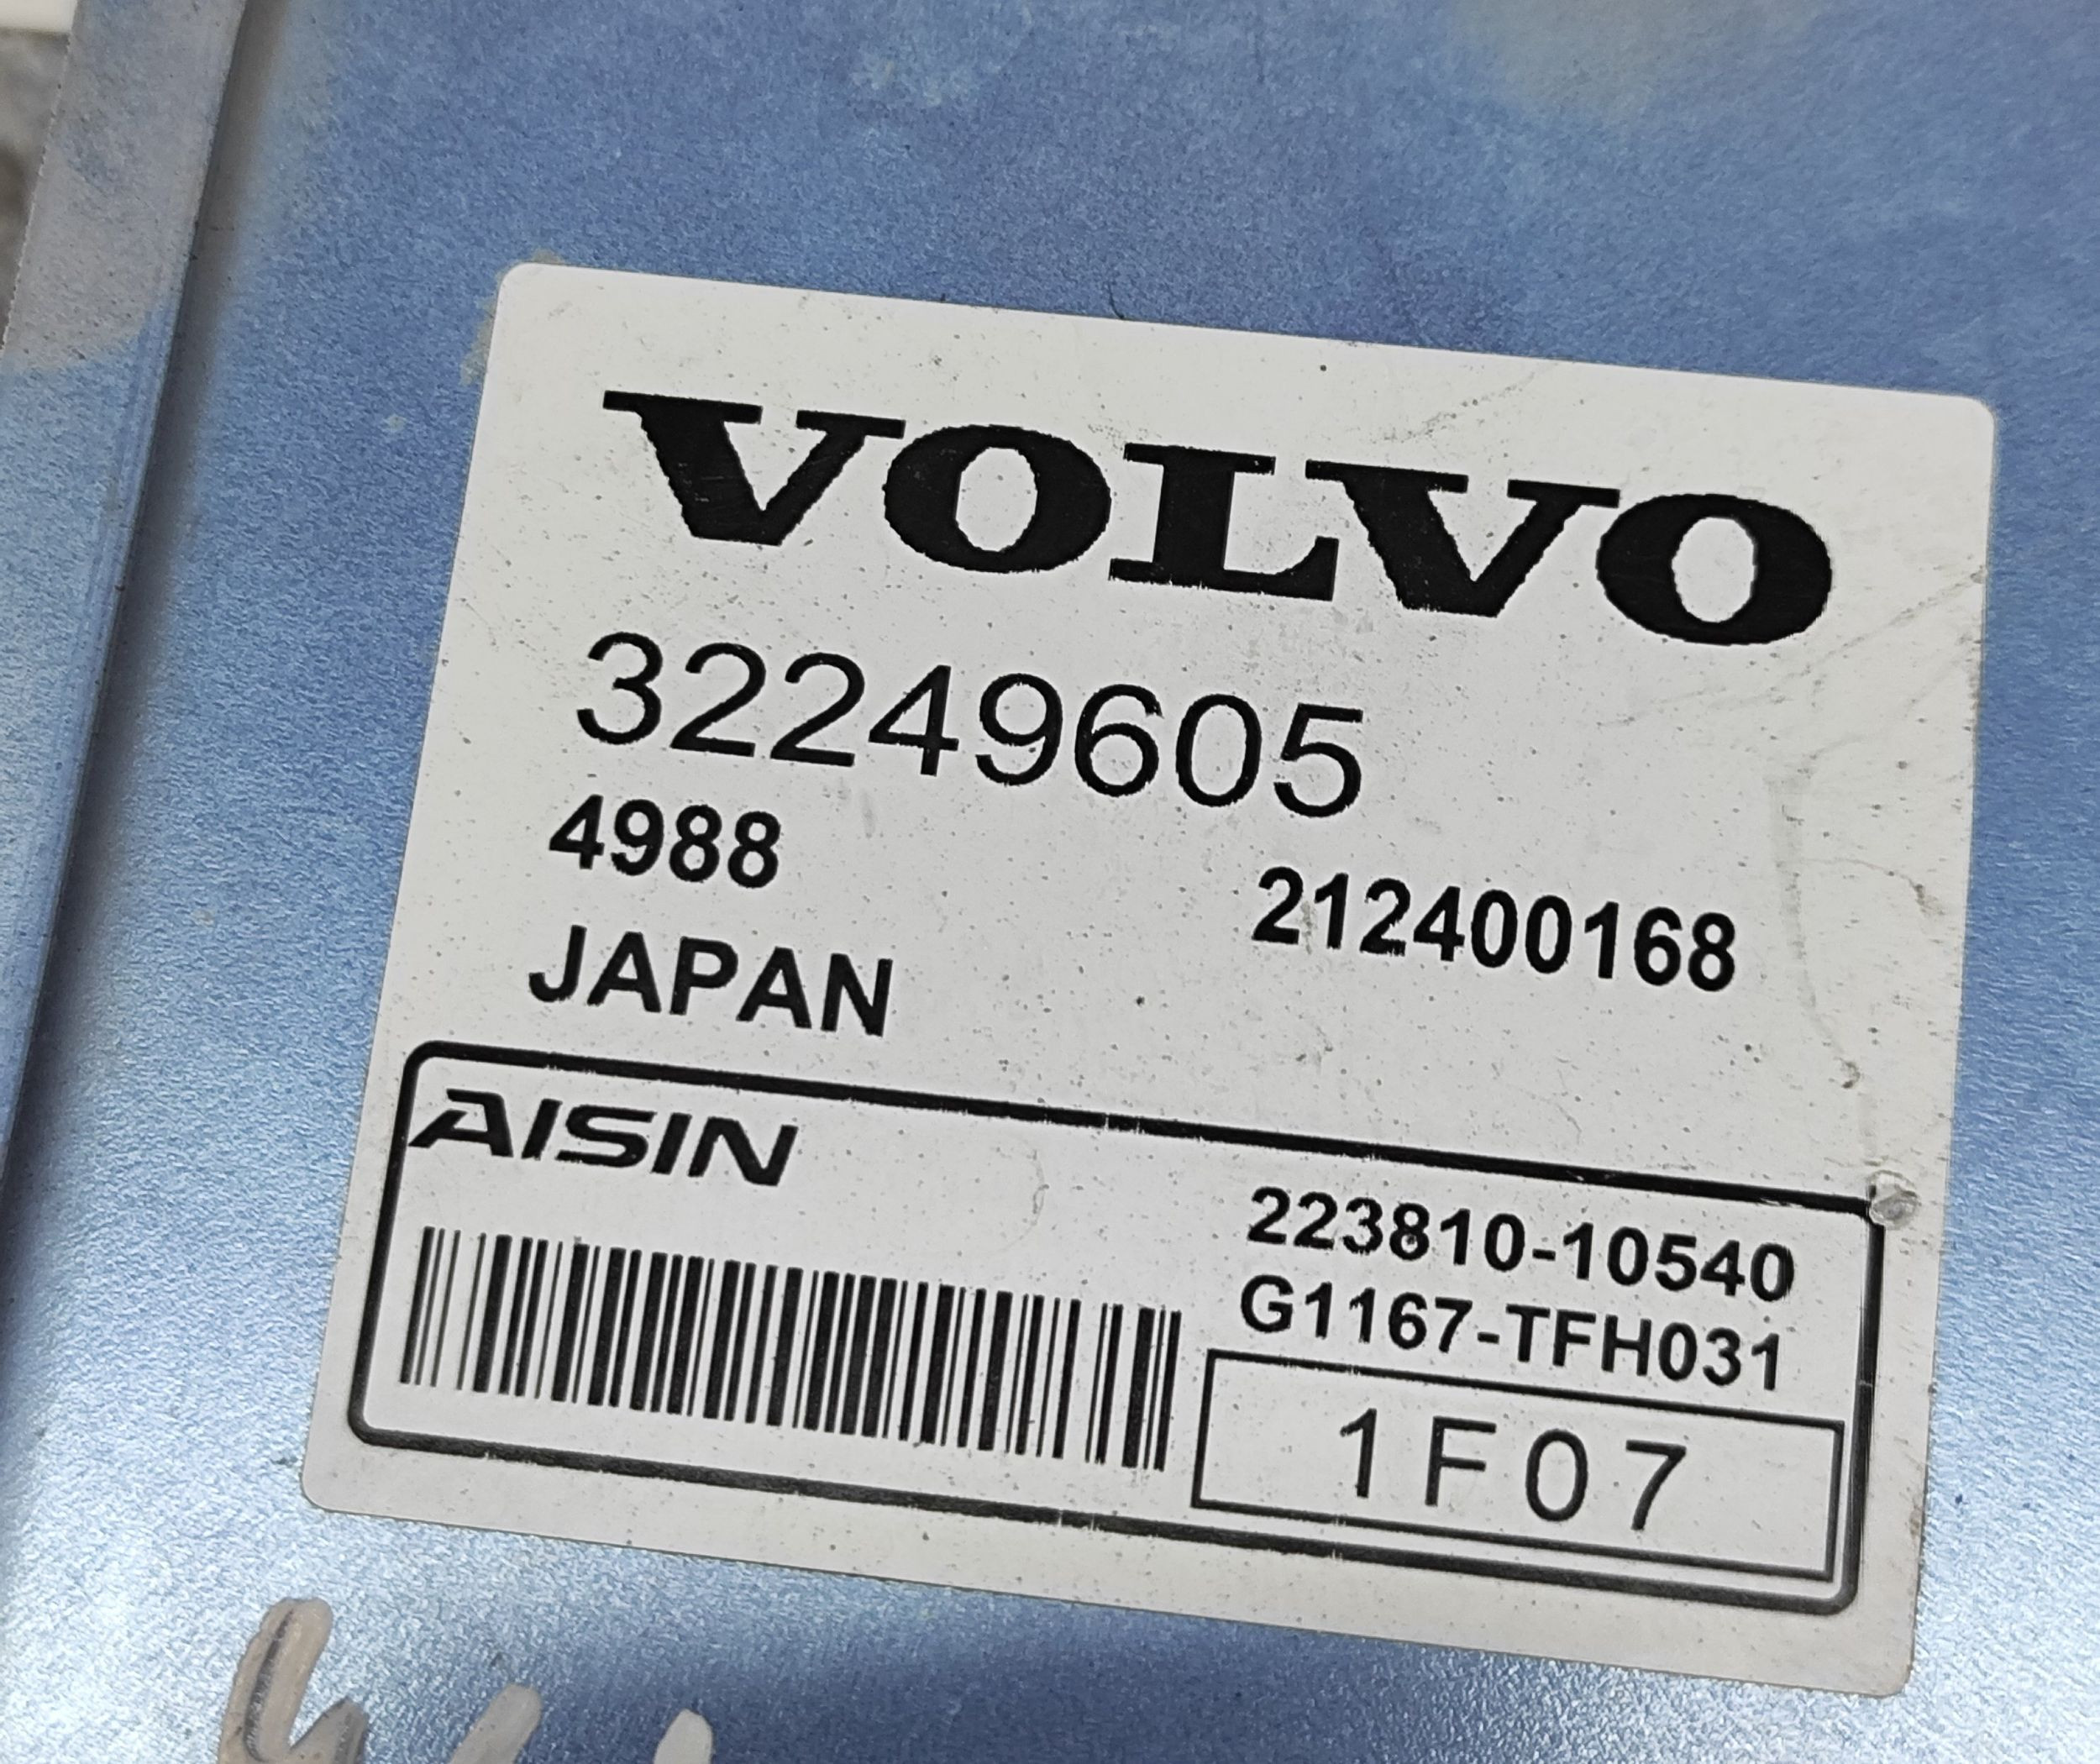 VOLVO
32249605
4988
212400168
JAPAN
AISIN
223810-10540
G1167-TFH031
1F07